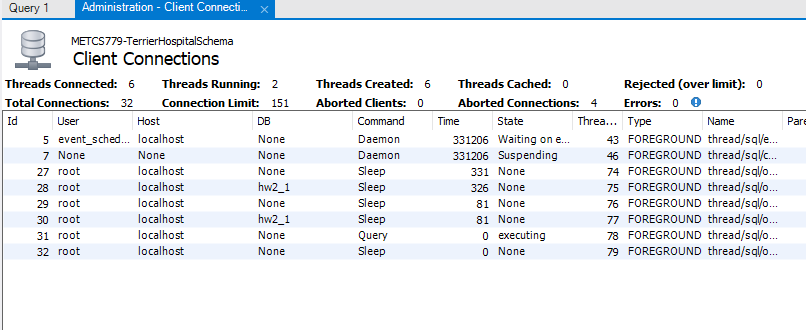 Query 1 Administration - Client Connecti... ×
METCS779-TerrierHospitalSchema
Client Connections
Threads Connected: 6 Threads Running: 2 Threads Created: 6 Threads Cached: 0 Rejected (over limit): 0
Total Connections: 32 Connection Limit: 151 Aborted Clients: 0 Aborted Connections: 4 Errors: 0
Id User Host DB Command Time State Threa... Type Name Pare
5 event_sched... localhost None Daemon 331206 Waiting on e... 43 FOREGROUND thread/sql/e...
7 None None None Daemon 331206 Suspending 46 FOREGROUND thread/sql/c...
27 root localhost None Sleep 331 None 74 FOREGROUND thread/sql/o...
28 root localhost hw2_1 Sleep 326 None 75 FOREGROUND thread/sql/o...
29 root localhost None Sleep 81 None 76 FOREGROUND thread/sql/o...
30 root localhost hw2_1 Sleep 81 None 77 FOREGROUND thread/sql/o...
31 root localhost None Query 0 executing 78 FOREGROUND thread/sql/o...
32 root localhost None Sleep 0 None 79 FOREGROUND thread/sql/o...